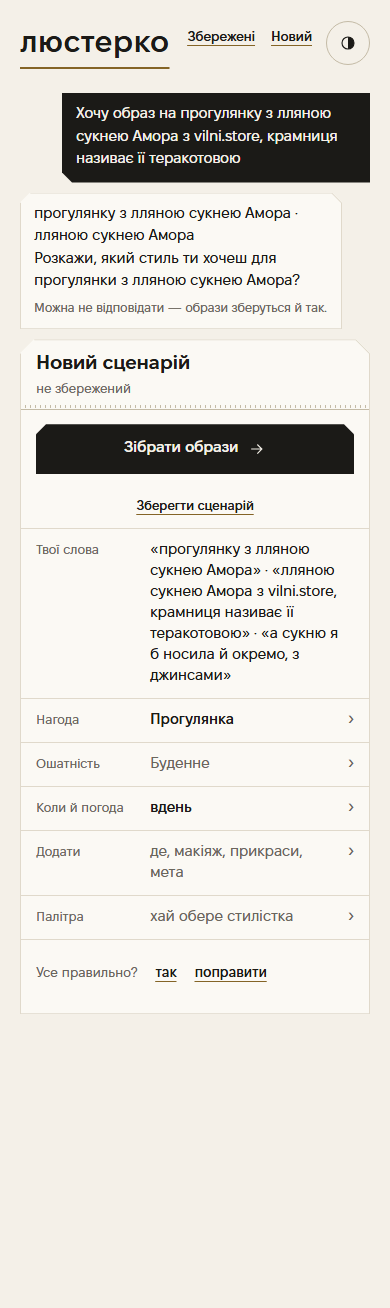 люстерко
Збережені
Новий
Хочу образ на прогулянку з лляною
сукнею Амора з vilni.store, крамниця
називає її теракотовою
прогулянку з лляною сукнею Амора ·
лляною сукнею Амора
Розкажи, який стиль ти хочеш для
прогулянки з лляною сукнею Амора?
Можна не відповідати — образи зберуться й так.
Новий сценарій
не збережений
Зібрати образи →
Зберегти сценарій
Твої слова
«прогулянку з лляною
сукнею Амора» · «лляною
сукнею Амора з vilni.store,
крамниця називає її
теракотовою» · «а сукню я
б носила й окремо, з
джинсами»
Нагода
Прогулянка
Ошатність
Буденне
Коли й погода
вдень
Додати
де, макіяж, прикраси,
мета
Палітра
хай обере стилістка
Усе правильно? так поправити